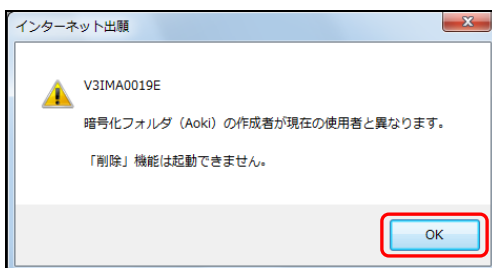 インターネット出願
V3IMA0019E
暗号化フォルダ（Aoki）の作成者が現在の使用者と異なります。
「削除」機能は起動できません。
OK